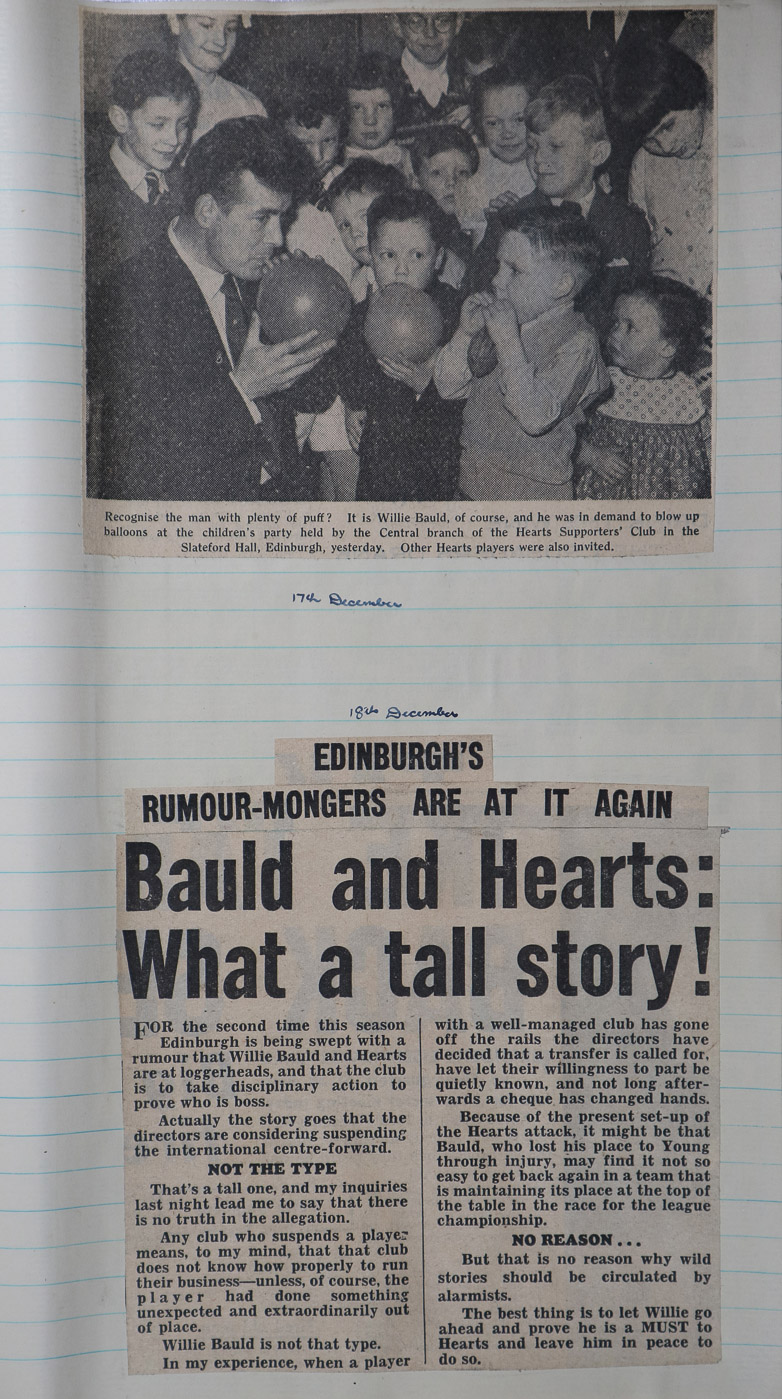 Recognise the man with plenty of puff? It is Willie Bauld, of course, and he was in demand to blow up
balloons at the children's party held by the Central branch of the Hearts Supporters' Club in the
Slateford Hall, Edinburgh, yesterday. Other Hearts players were also invited.
17th December
18th December
EDINBURGH'S
RUMOUR-MONGERS ARE AT IT AGAIN
Bauld and Hearts:
What a tall story!
FOR the second time this season
Edinburgh is being swept with a
rumour that Willie Bauld and Hearts
are at loggerheads, and that the club
is to take disciplinary action to
prove who is boss.
Actually the story goes that the
directors are considering suspending
the international centre-forward.
NOT THE TYPE
That's a tall one, and my inquiries
last night lead me to say that there
is no truth in the allegation.
Any club who suspends a player
means, to my mind, that that club
does not know how properly to run
their business—unless, of course, the
player had done something
unexpected and extraordinarily out
of place.
Willie Bauld is not that type.
In my experience, when a player
with a well-managed club has gone
off the rails the directors have
decided that a transfer is called for,
have let their willingness to part be
quietly known, and not long after-
wards a cheque has changed hands.
Because of the present set-up of
the Hearts attack, it might be that
Bauld, who lost his place to Young
through injury, may find it not so
easy to get back again in a team that
is maintaining its place at the top of
the table in the race for the league
championship.
NO REASON . . .
But that is no reason why wild
stories should be circulated by
alarmists.
The best thing is to let Willie go
ahead and prove he is a MUST to
Hearts and leave him in peace to
do so.